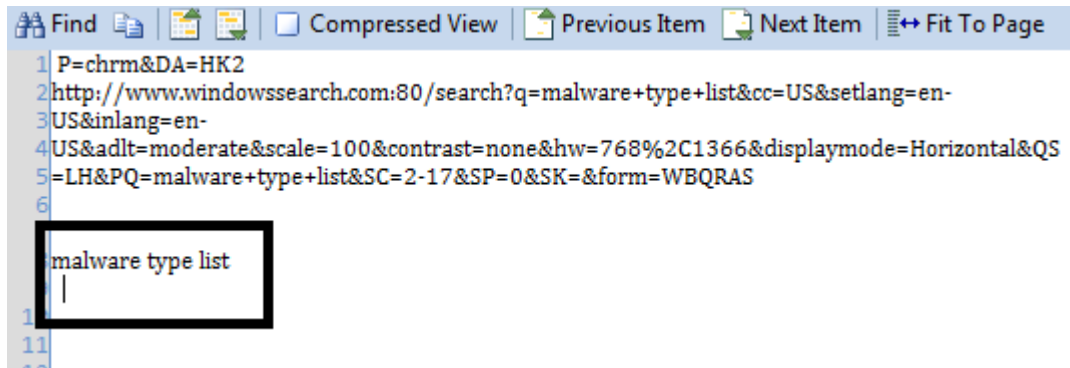 Find Compressed View Previous Item Next Item Fit To Page
1 P=chrm&DA=HK2
2 http://www.windowssearch.com:80/search?q=malware+type+list&cc=US&setlang=en-
3 US&inlang=en-
4 US&adlt=moderate&scale=100&contrast=none&hw=768%2C1366&displaymode=Horizontal&QS
5 =LH&PQ=malware+type+list&SC=2-17&SP=0&SK=&form=WBQRAS
6
malware type list
11